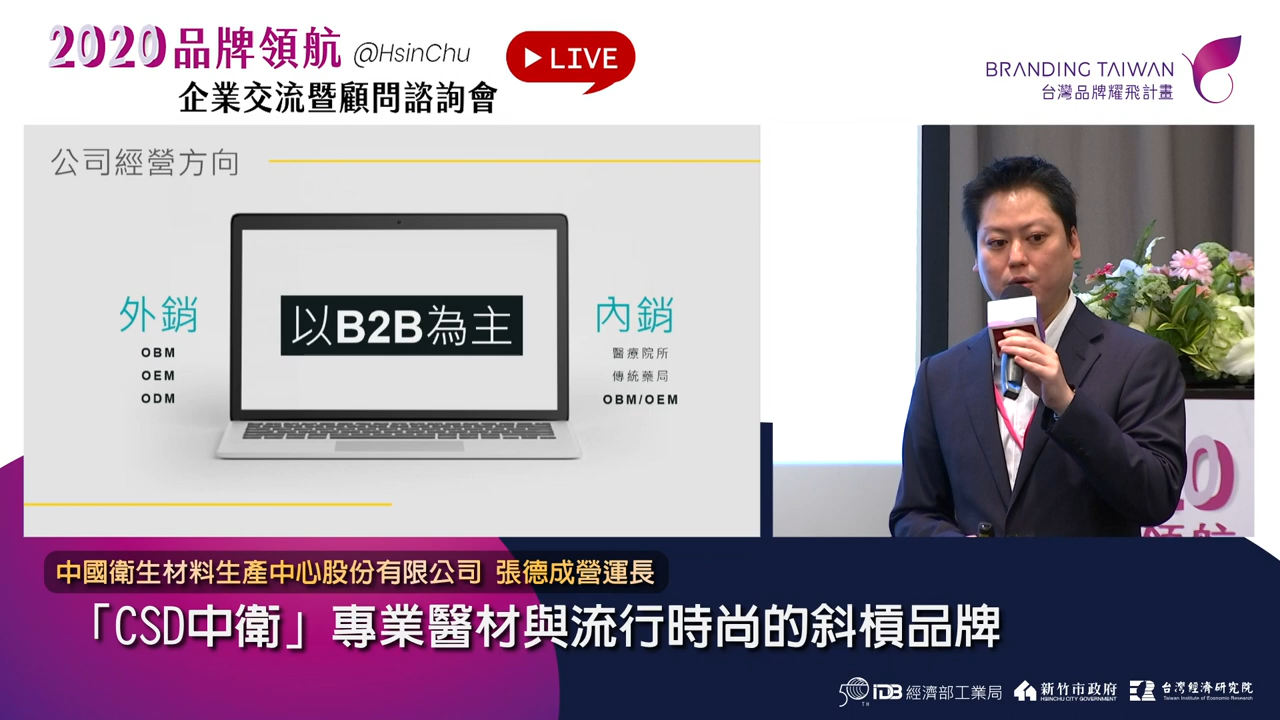 2020品牌領航 @HsinChu
企業交流暨顧問諮詢會
LIVE
BRANDING TAIWAN
台灣品牌耀飛計畫
公司經營方向
外銷
OBM
OEM
ODM
以B2B為主
內銷
醫療院所
傳統藥局
OBM/OEM
20
領航
中國衛生材料生產中心股份有限公司 張德成營運長
「CSD中衛」專業醫材與流行時尚的斜槓品牌
50TH IDB 經濟部工業局
新竹市政府
HSINCHU CITY GOVERNMENT
台灣經濟研究院
Taiwan Institute of Economic Research